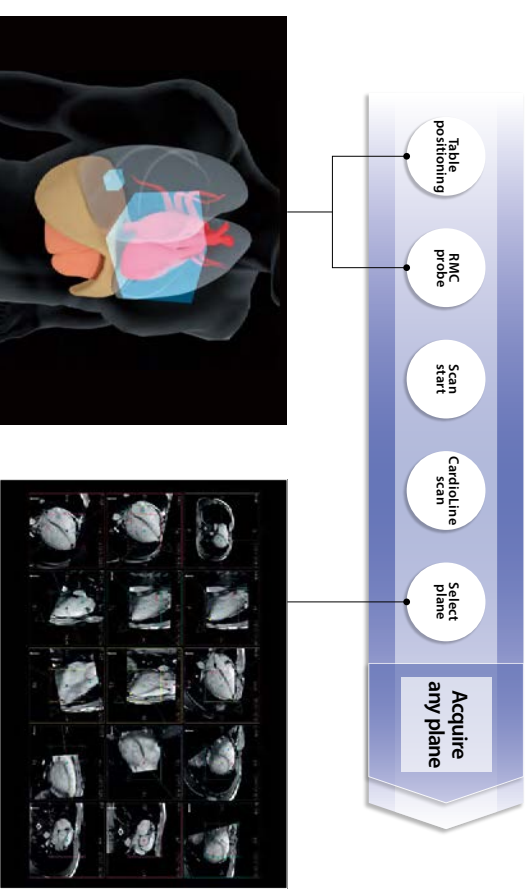 Table
positioning
RMC
probe
Scan
start
CardioLine
scan
Select
plane
Acquire
any plane